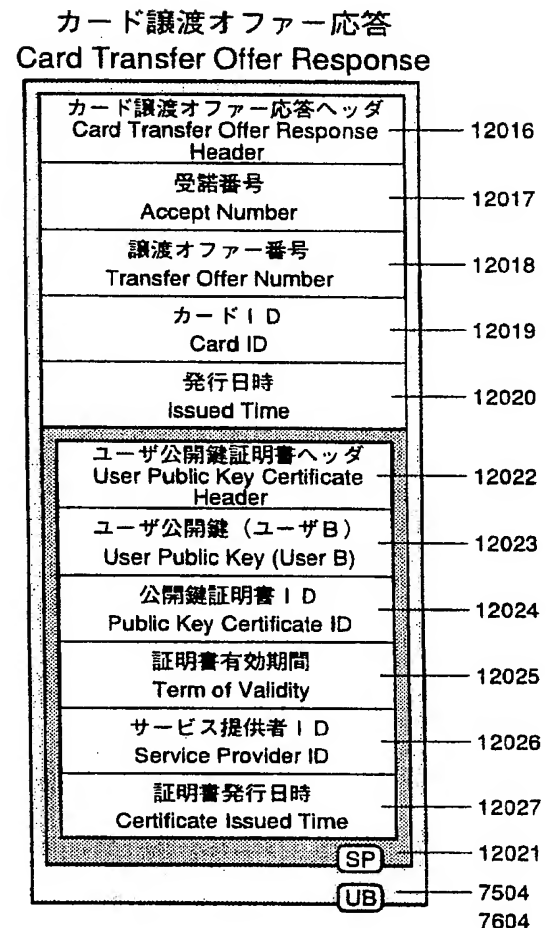 カード譲渡オファー応答
Card Transfer Offer Response
カード譲渡オファー応答ヘッダ
Card Transfer Offer Response
Header
12016
受諾番号
Accept Number
12017
譲渡オファー番号
Transfer Offer Number
12018
カードID
Card ID
12019
発行日時
Issued Time
12020
ユーザ公開鍵証明書ヘッダ
User Public Key Certificate
Header
12022
ユーザ公開鍵（ユーザB）
User Public Key (User B)
12023
公開鍵証明書ID
Public Key Certificate ID
12024
証明書有効期間
Term of Validity
12025
サービス提供者ID
Service Provider ID
12026
証明書発行日時
Certificate Issued Time
12027
SP
12021
UB
7504
7604